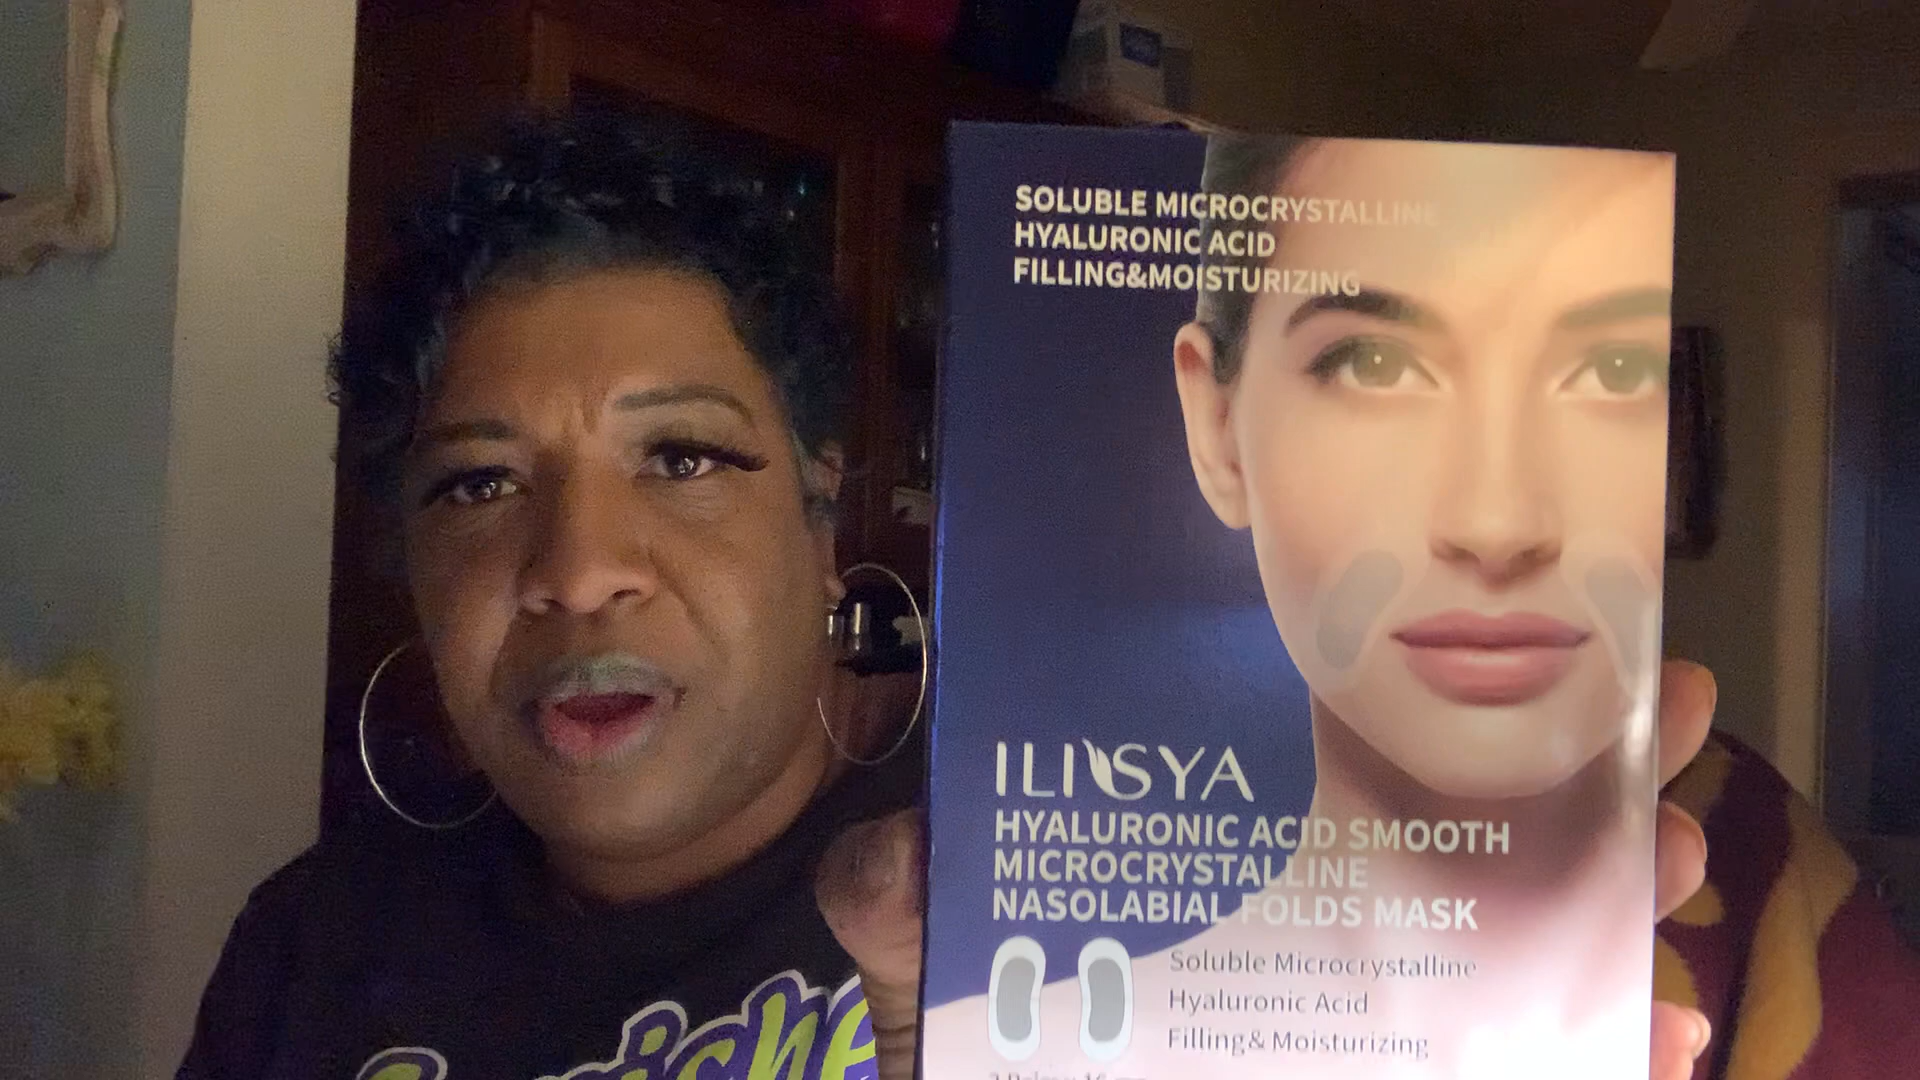 SOLUBLE MICROCRYSTALLINE
HYALURONIC ACID
FILLING&MOISTURIZING
ILISYA
HYALURONIC ACID SMOOTH
MICROCRYSTALLINE
NASOLABIAL FOLDS MASK
Soluble Microcrystalline
Hyaluronic Acid
Filling& Moisturizing